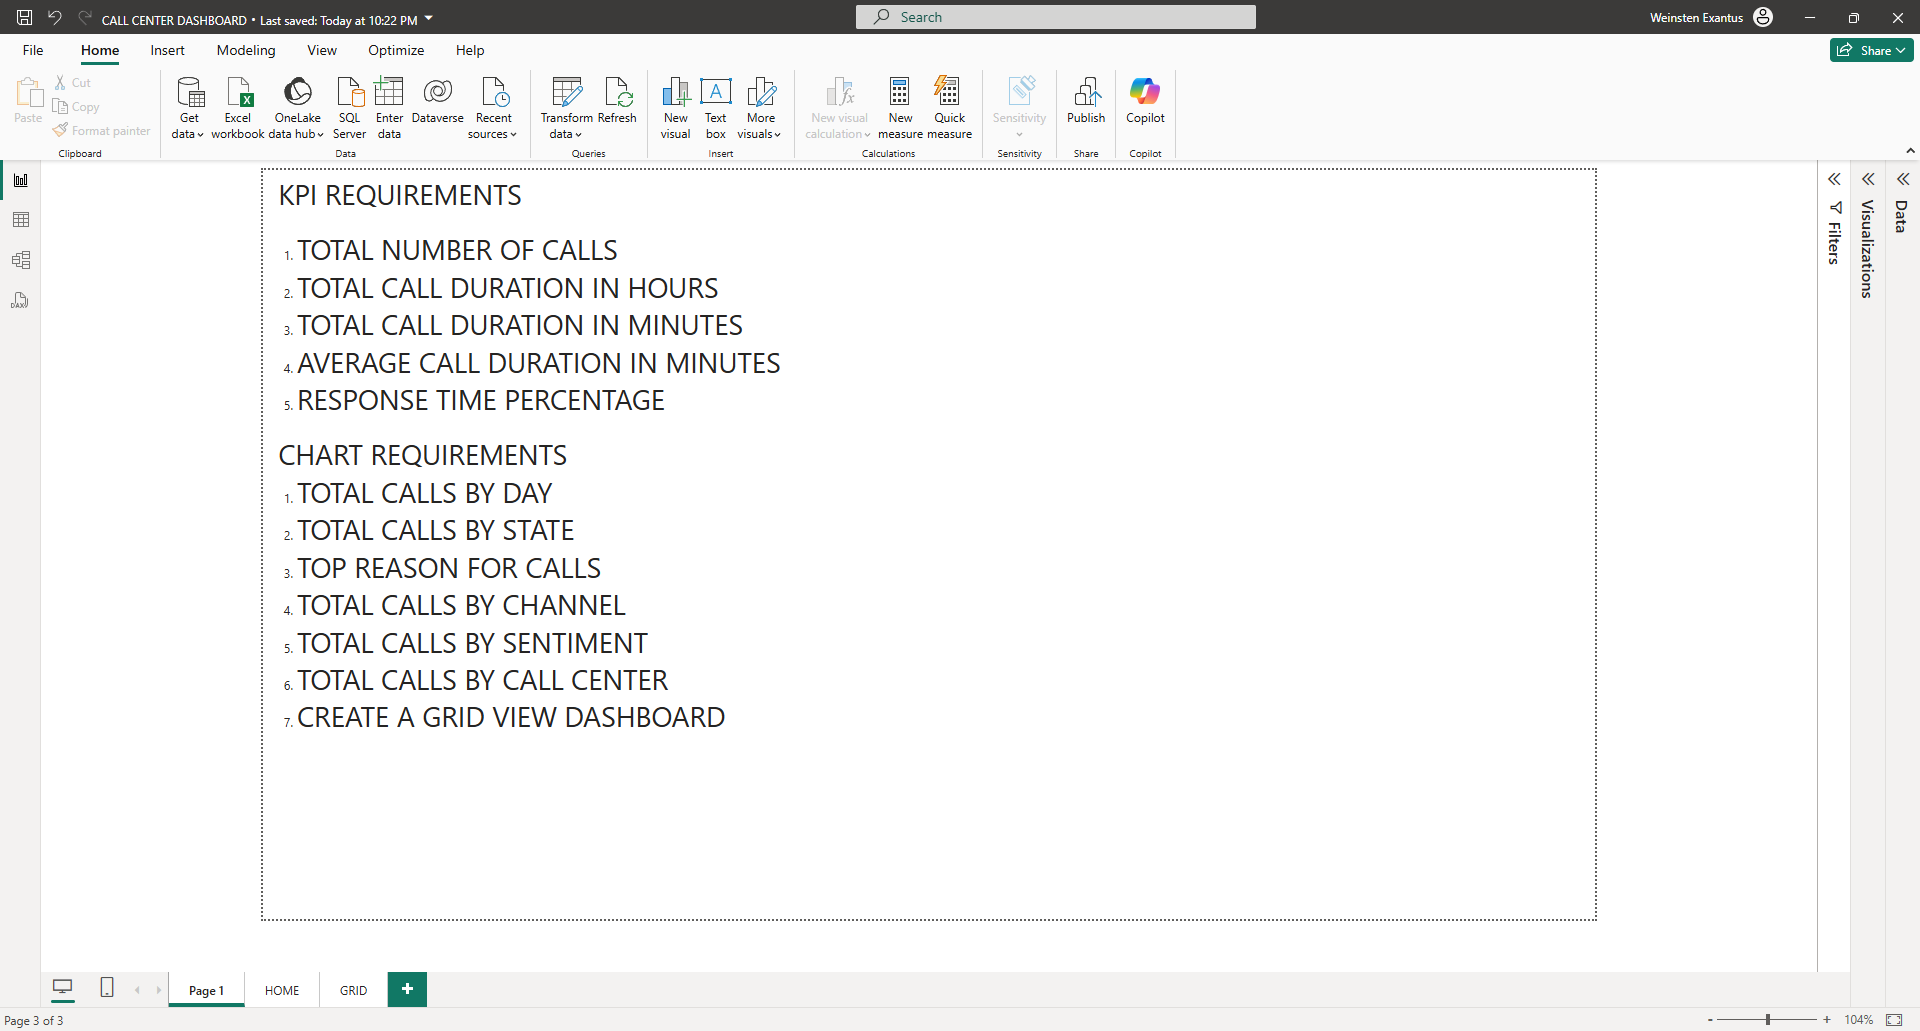 CALL CENTER DASHBOARD • Last saved: Today at 10:22 PM
Search
Weinsten Exantus
File Home Insert Modeling View Optimize Help
Share
Paste
Cut
Copy
Format painter
Get data
Excel workbook
OneLake data hub
SQL Server
Enter data
Dataverse
Recent sources
Transform data
Refresh
New visual
Text box
More visuals
New visual calculation
New measure
Quick measure
Sensitivity
Publish
Copilot
Clipboard
Data
Queries
Insert
Calculations
Sensitivity
Share
Copilot
DAX
KPI REQUIREMENTS
1. TOTAL NUMBER OF CALLS
2. TOTAL CALL DURATION IN HOURS
3. TOTAL CALL DURATION IN MINUTES
4. AVERAGE CALL DURATION IN MINUTES
5. RESPONSE TIME PERCENTAGE
CHART REQUIREMENTS
1. TOTAL CALLS BY DAY
2. TOTAL CALLS BY STATE
3. TOP REASON FOR CALLS
4. TOTAL CALLS BY CHANNEL
5. TOTAL CALLS BY SENTIMENT
6. TOTAL CALLS BY CALL CENTER
7. CREATE A GRID VIEW DASHBOARD
Filters
Visualizations
Data
Page 1 HOME GRID +
Page 3 of 3
- + 104%